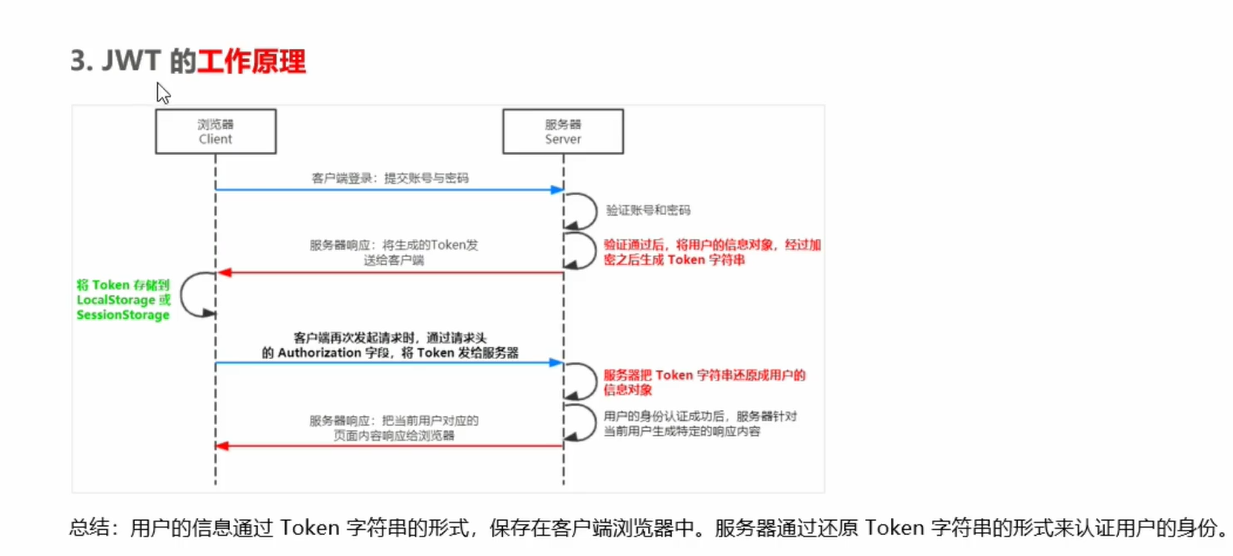 3. JWT 的工作原理
浏览器
Client
服务器
Server
客户端登录：提交账号与密码
验证账号和密码
服务器响应：将生成的Token发
送给客户端
验证通过后，将用户的信息对象，经过加
密之后生成 Token 字符串
将 Token 存储到
LocalStorage 或
SessionStorage
客户端再次发起请求时，通过请求头
的 Authorization 字段，将 Token 发给服务器
服务器把 Token 字符串还原成用户的
信息对象
服务器响应：把当前用户对应的
页面内容响应给浏览器
用户的身份认证成功后，服务器针对
当前用户生成特定的响应内容
总结：用户的信息通过 Token 字符串的形式，保存在客户端浏览器中。服务器通过还原 Token 字符串的形式来认证用户的身份。